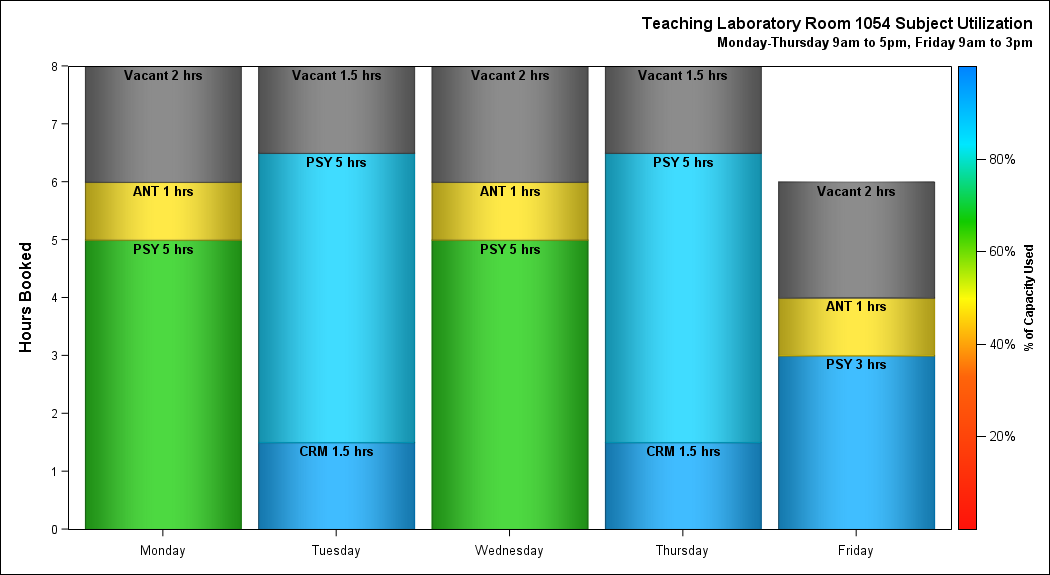 Teaching Laboratory Room 1054 Subject Utilization
Monday-Thursday 9am to 5pm, Friday 9am to 3pm
Hours Booked
8
7
6
5
4
3
2
1
0
Vacant 2 hrs
ANT 1 hrs
PSY 5 hrs
Vacant 1.5 hrs
PSY 5 hrs
CRM 1.5 hrs
Vacant 2 hrs
ANT 1 hrs
PSY 5 hrs
Vacant 1.5 hrs
PSY 5 hrs
CRM 1.5 hrs
Vacant 2 hrs
ANT 1 hrs
PSY 3 hrs
Monday
Tuesday
Wednesday
Thursday
Friday
80%
60%
40%
20%
% of Capacity Used